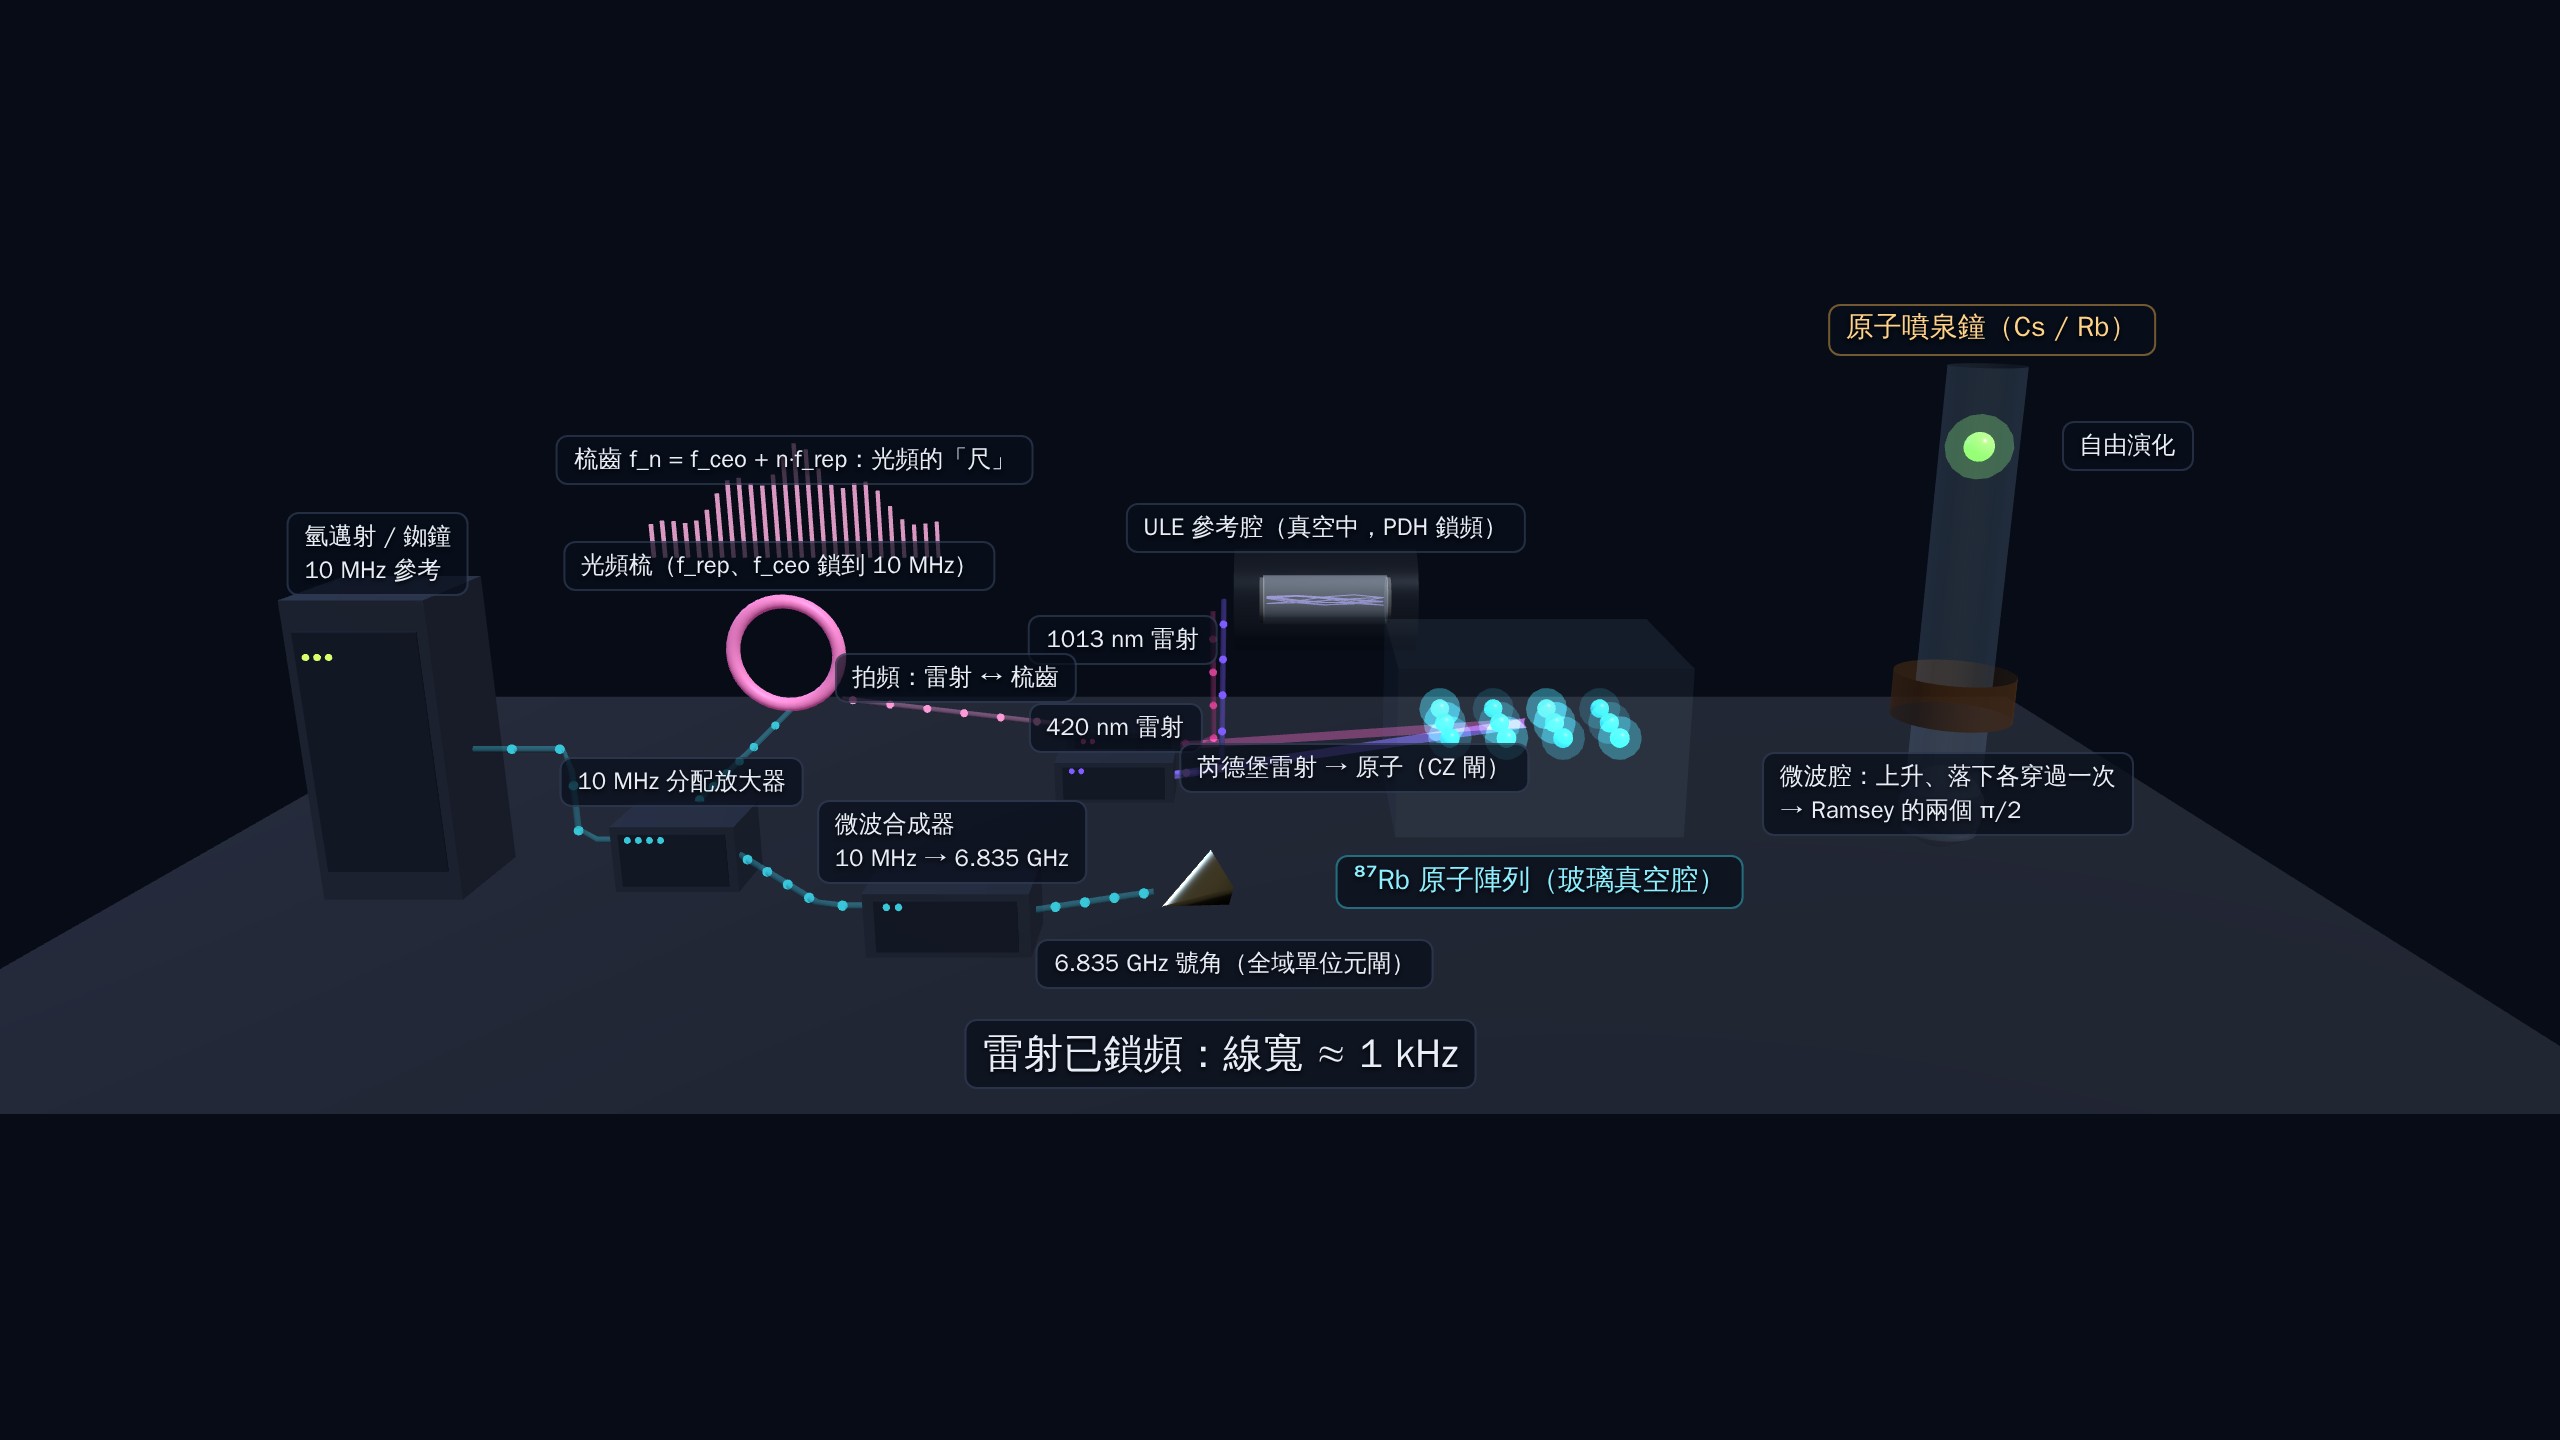 原子噴泉鐘（Cs / Rb）
自由演化
梳齒 f_n = f_ceo + n·f_rep：光頻的「尺」
氫邁射 / 銣鐘
10 MHz 參考
ULE 參考腔（真空中，PDH 鎖頻）
光頻梳（f_rep、f_ceo 鎖到 10 MHz）
1013 nm 雷射
拍頻：雷射 ↔ 梳齒
420 nm 雷射
芮德堡雷射 → 原子（CZ 閘）
10 MHz 分配放大器
微波腔：上升、落下各穿過一次
→ Ramsey 的兩個 π/2
微波合成器
10 MHz → 6.835 GHz
⁸⁷Rb 原子陣列（玻璃真空腔）
6.835 GHz 號角（全域單位元閘）
雷射已鎖頻：線寬 ≈ 1 kHz